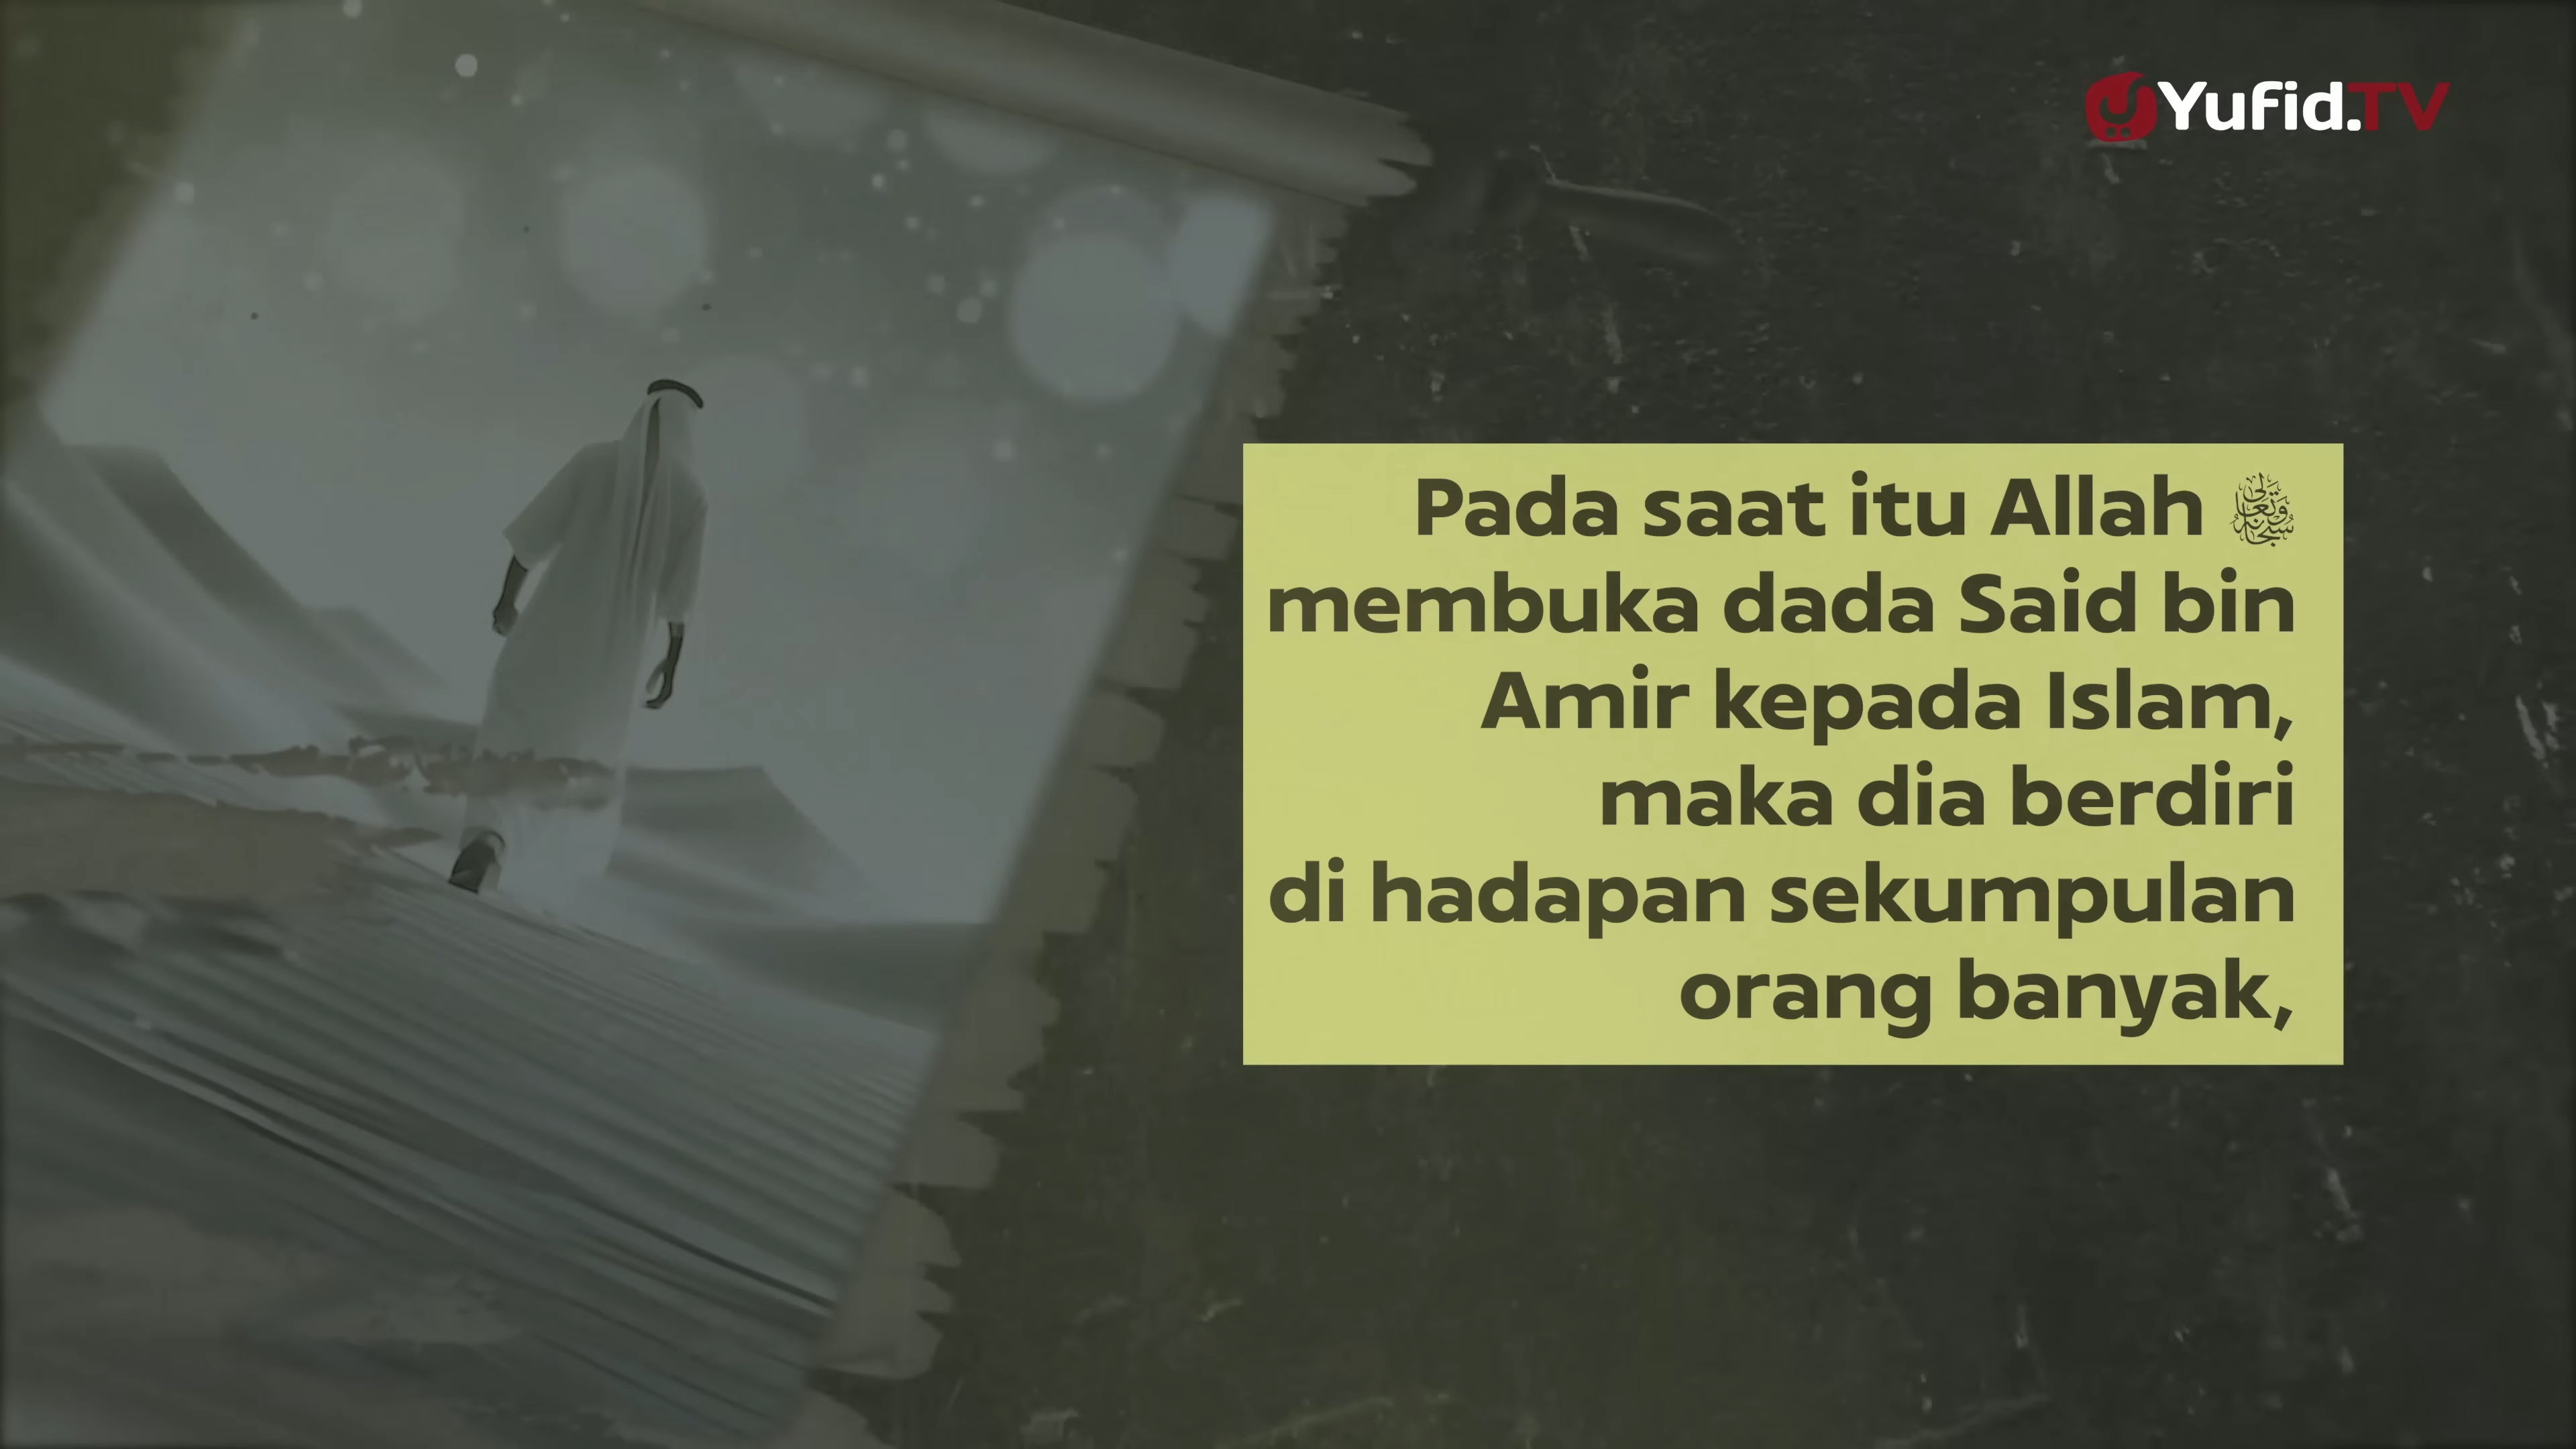 Yufid.TV
Pada saat itu Allah سبحانه وتعالى
membuka dada Said bin
Amir kepada Islam,
maka dia berdiri
di hadapan sekumpulan
orang banyak,